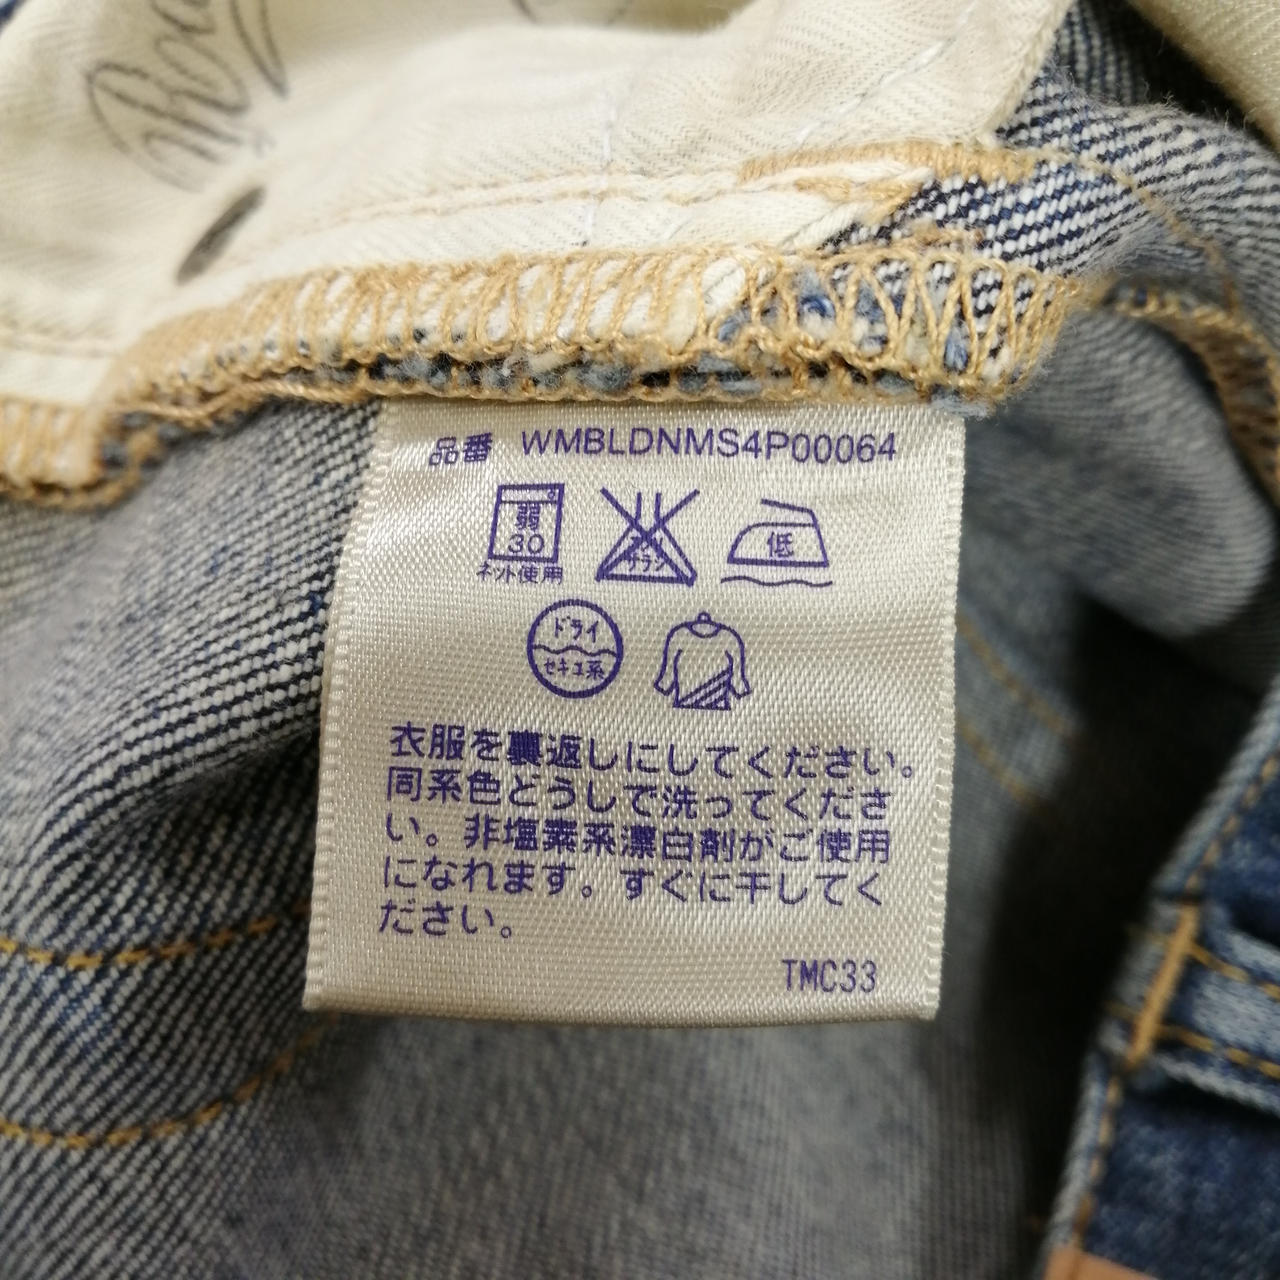 品番 WMBLDNMS4P00064
弱
30
ネット使用
低
ドライ
セキユ系
衣服を裏返しにしてください。
同系色どうしで洗ってくださ
い。非塩素系漂白剤がご使用
になれます。すぐに干してく
ださい。
TMC33